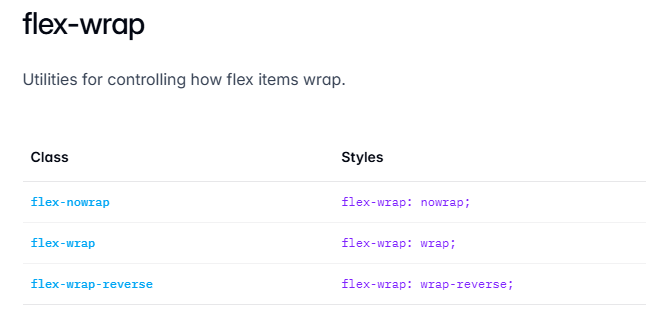 flex-wrap
Utilities for controlling how flex items wrap.
Class Styles
flex-nowrap flex-wrap: nowrap;
flex-wrap flex-wrap: wrap;
flex-wrap-reverse flex-wrap: wrap-reverse;